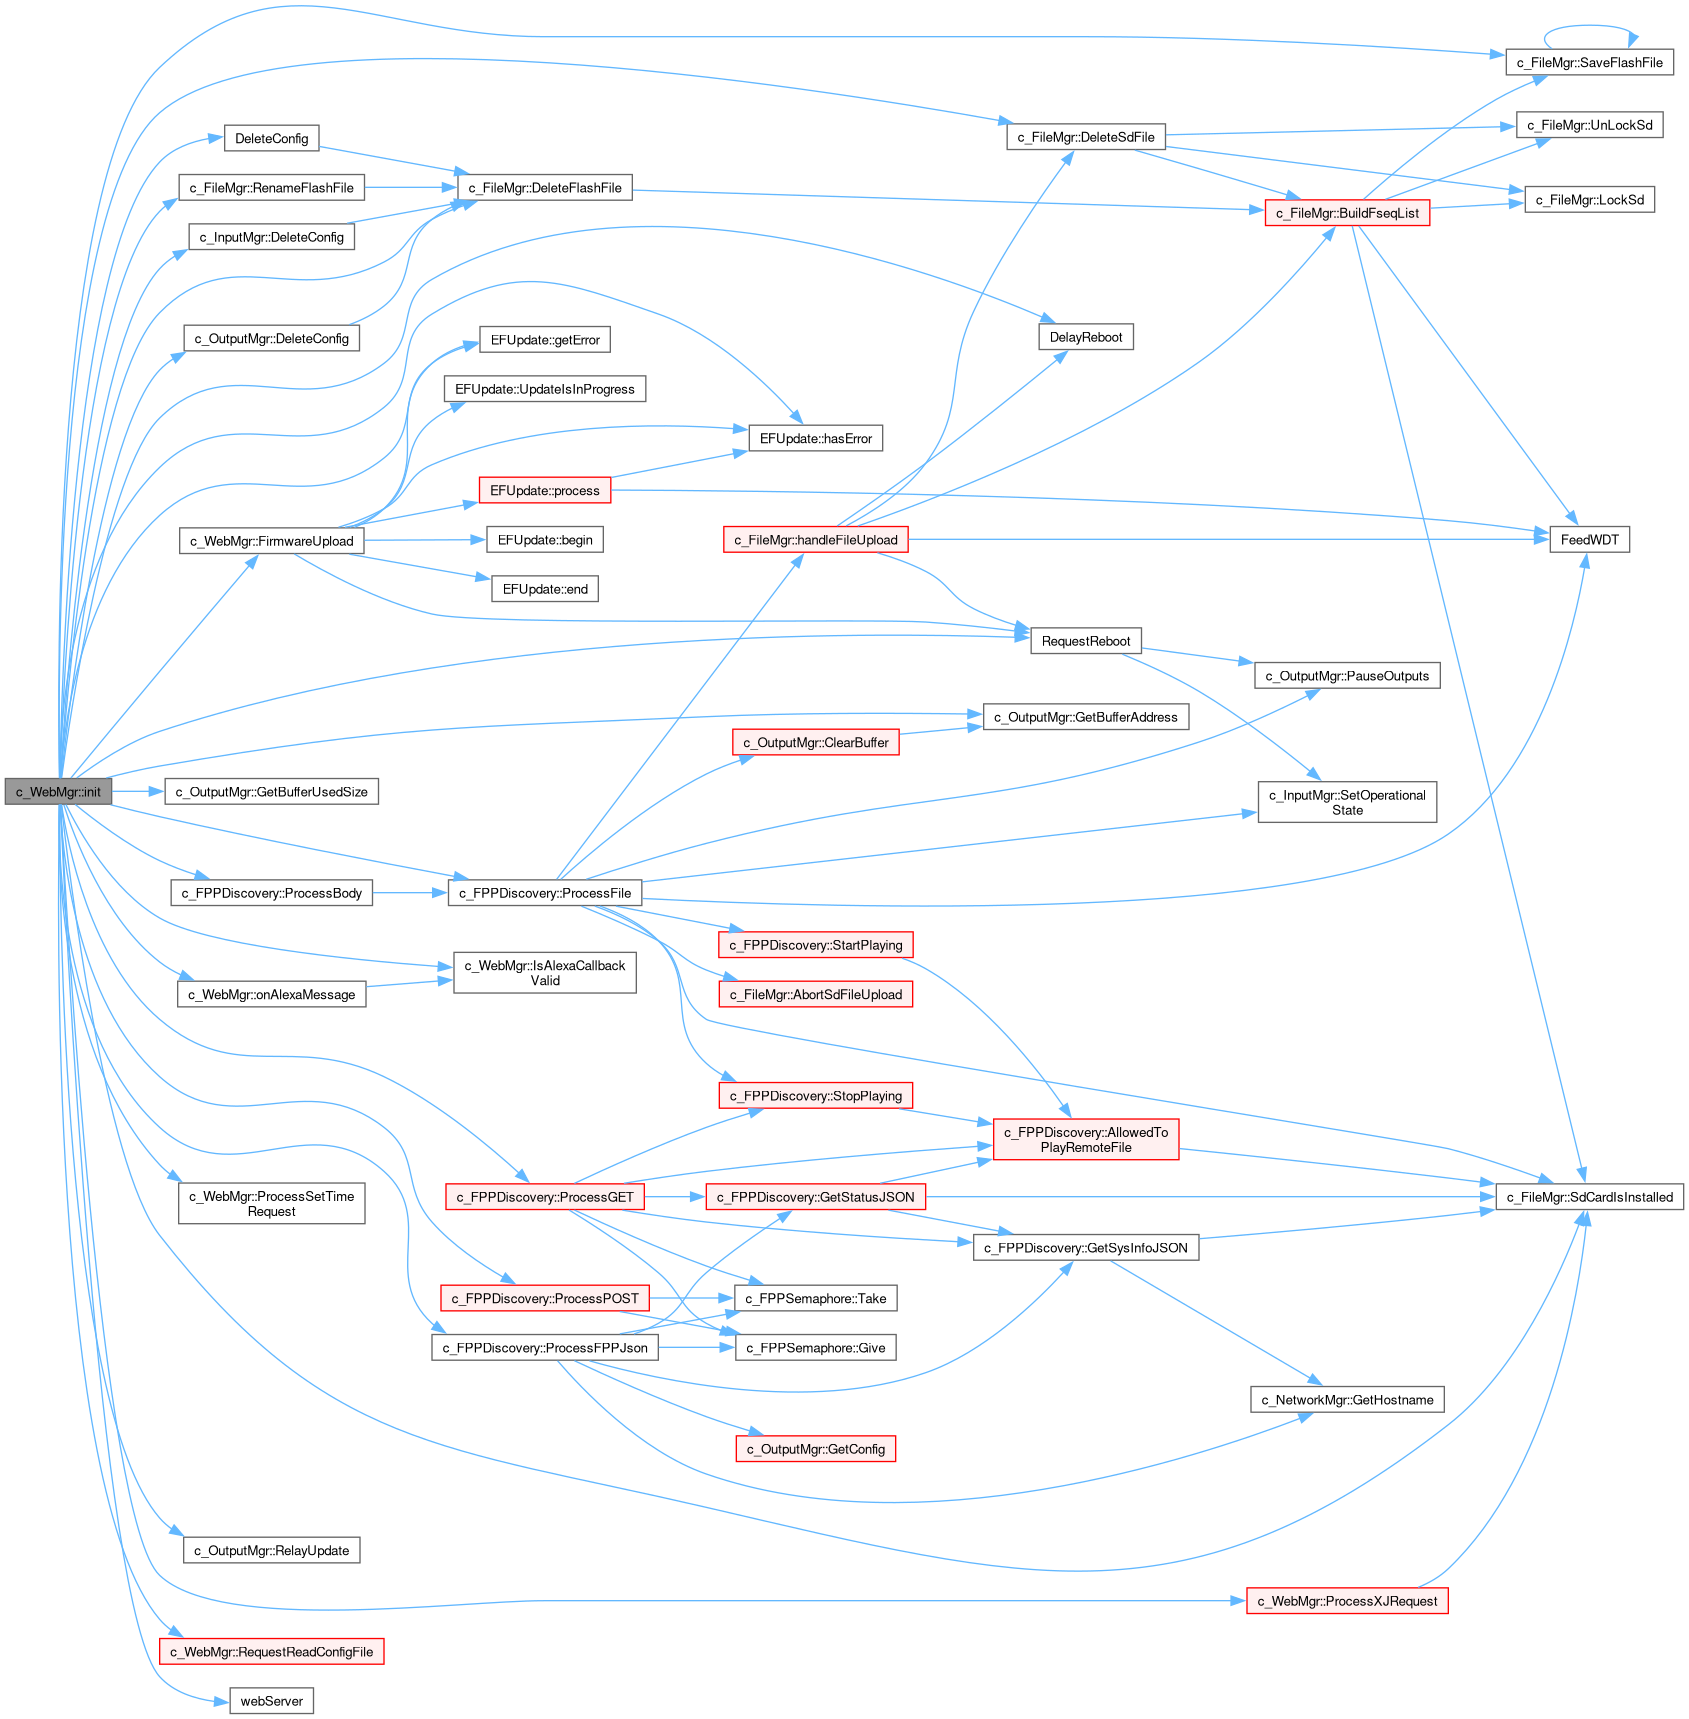 c_WebMgr::init
DeleteConfig
c_FileMgr::RenameFlashFile
c_InputMgr::DeleteConfig
c_OutputMgr::DeleteConfig
c_WebMgr::FirmwareUpload
c_OutputMgr::GetBufferUsedSize
c_FPPDiscovery::ProcessBody
c_WebMgr::onAlexaMessage
c_WebMgr::ProcessSetTime
Request
c_OutputMgr::RelayUpdate
c_WebMgr::RequestReadConfigFile
webServer
c_FileMgr::DeleteFlashFile
EFUpdate::getError
EFUpdate::UpdateIsInProgress
EFUpdate::process
EFUpdate::begin
EFUpdate::end
c_FPPDiscovery::ProcessFile
c_WebMgr::IsAlexaCallback
Valid
c_FPPDiscovery::ProcessGET
c_FPPDiscovery::ProcessPOST
c_FPPDiscovery::ProcessFPPJson
EFUpdate::hasError
c_FileMgr::handleFileUpload
c_OutputMgr::ClearBuffer
c_FPPDiscovery::StartPlaying
c_FileMgr::AbortSdFileUpload
c_FPPDiscovery::StopPlaying
c_FPPDiscovery::GetStatusJSON
c_FPPSemaphore::Take
c_FPPSemaphore::Give
c_OutputMgr::GetConfig
c_FileMgr::DeleteSdFile
DelayReboot
RequestReboot
c_OutputMgr::GetBufferAddress
c_FPPDiscovery::AllowedTo
PlayRemoteFile
c_FPPDiscovery::GetSysInfoJSON
c_FileMgr::BuildFseqList
c_OutputMgr::PauseOutputs
c_InputMgr::SetOperational
State
c_NetworkMgr::GetHostname
c_WebMgr::ProcessXJRequest
c_FileMgr::SaveFlashFile
c_FileMgr::UnLockSd
c_FileMgr::LockSd
FeedWDT
c_FileMgr::SdCardIsInstalled